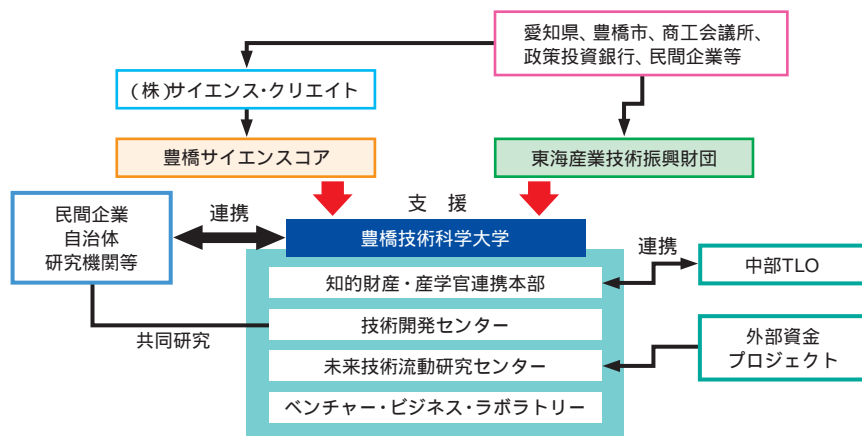 愛知県、豊橋市、商工会議所、
政策投資銀行、民間企業等
(株)サイエンス・クリエイト
豊橋サイエンスコア
東海産業技術振興財団
支 援
民間企業
自治体
研究機関等
連携
豊橋技術科学大学
知的財産・産学官連携本部
連携
中部TLO
技術開発センター
共同研究
未来技術流動研究センター
外部資金
プロジェクト
ベンチャー・ビジネス・ラボラトリー